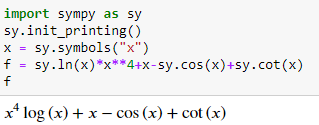 import sympy as sy
sy.init_printing()
x = sy.symbols("x")
f = sy.ln(x)*x**4+x-sy.cos(x)+sy.cot(x)
f
x⁴ log (x) + x − cos (x) + cot (x)